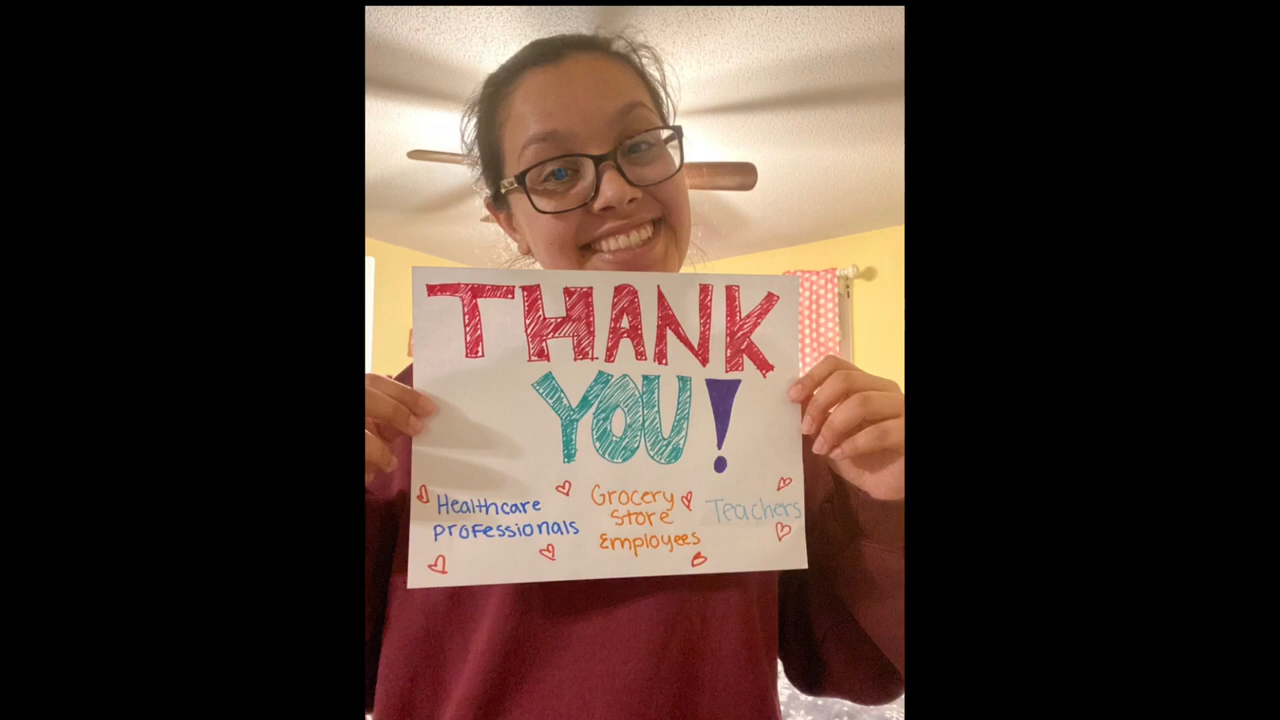 THANK
YOU!
Healthcare
professionals
Grocery
Store
Employees
Teachers